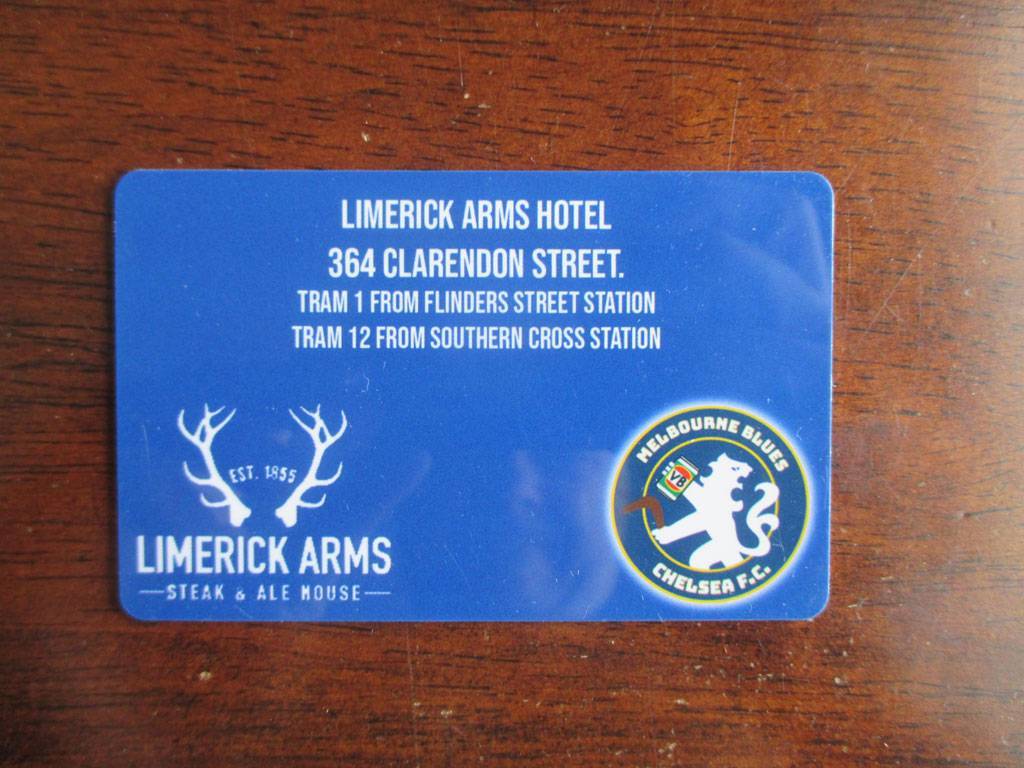 LIMERICK ARMS HOTEL
364 CLARENDON STREET.
TRAM 1 FROM FLINDERS STREET STATION
TRAM 12 FROM SOUTHERN CROSS STATION
EST. 1855
LIMERICK ARMS
STEAK & ALE HOUSE
MELBOURNE BLUES
VB
CHELSEA F.C.